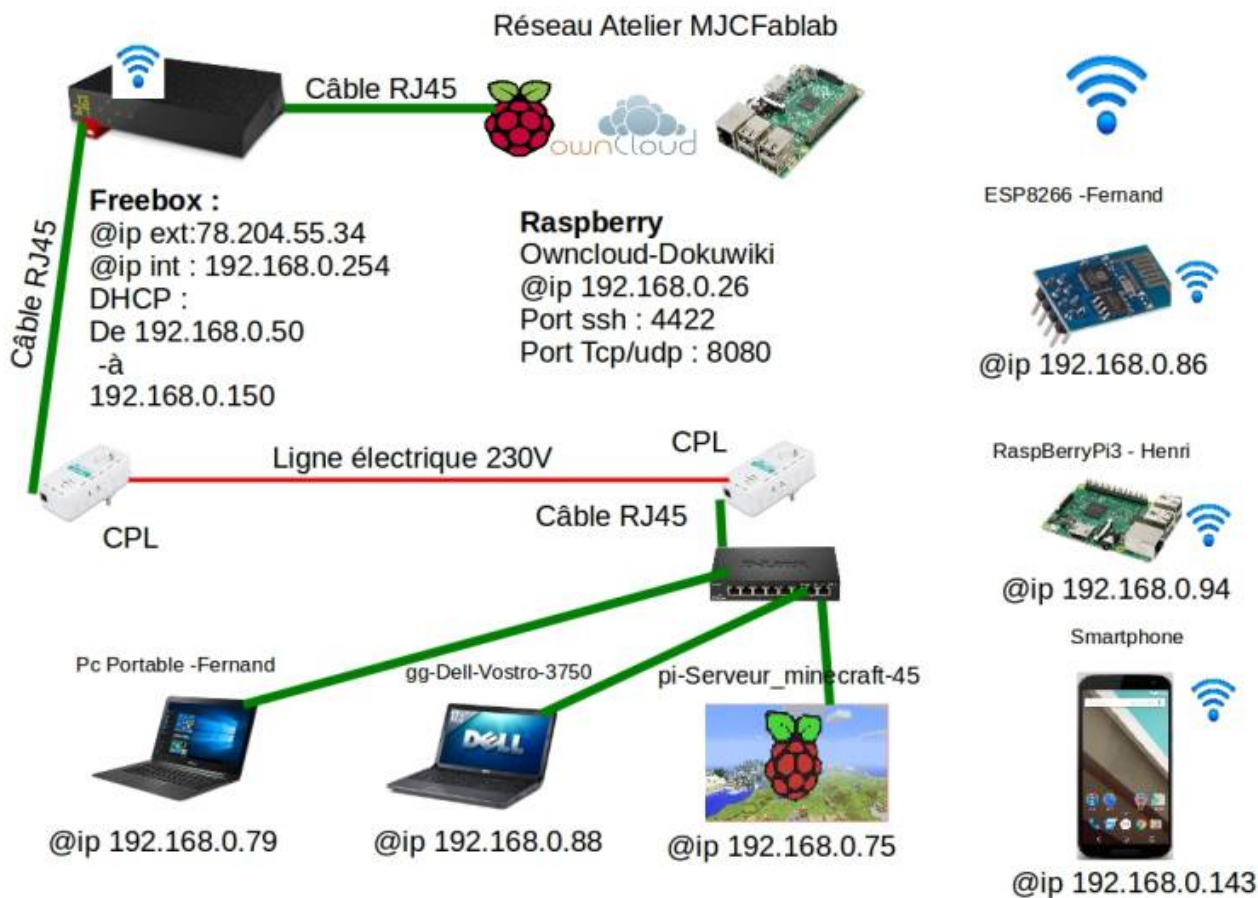 Réseau Atelier MJCFablab
Câble RJ45
ownCloud
Câble RJ45
Freebox :
@ip ext:78.204.55.34
@ip int : 192.168.0.254
DHCP :
De 192.168.0.50
-à
192.168.0.150
Raspberry
Owncloud-Dokuwiki
@ip 192.168.0.26
Port ssh : 4422
Port Tcp/udp : 8080
ESP8266 -Fernand
@ip 192.168.0.86
CPL
Ligne électrique 230V
CPL
Câble RJ45
RaspBerryPi3 - Henri
@ip 192.168.0.94
Pc Portable -Fernand
@ip 192.168.0.79
gg-Dell-Vostro-3750
DELL
@ip 192.168.0.88
pi-Serveur_minecraft-45
@ip 192.168.0.75
Smartphone
@ip 192.168.0.143